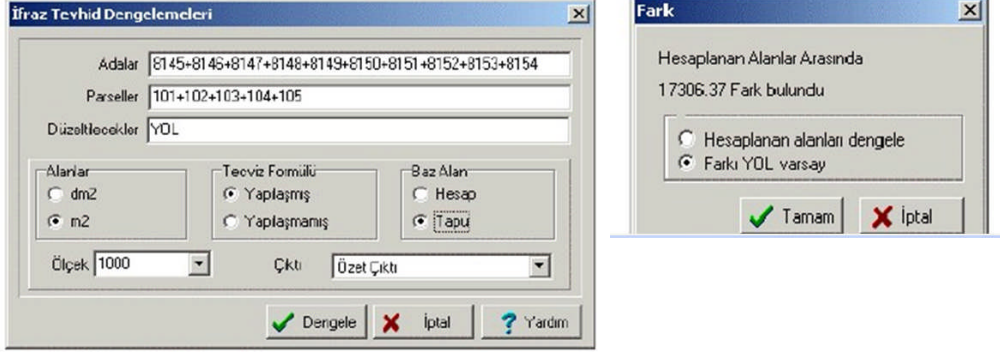 İfraz Tevhid Dengelemeleri
Adalar 8145+8146+8147+8148+8149+8150+8151+8152+8153+8154
Parseller 101+102+103+104+105
Düzeltilecekler YOL
Alanlar
dm2
m2
Tecviz Formülü
Yapılaşmış
Yapılaşmamış
Baz Alan
Hesap
Tapu
Ölçek 1000
Çıktı Özet Çıktı
Dengele
İptal
Yardım
Fark
Hesaplanan Alanlar Arasında
17306.37 Fark bulundu
Hesaplanan alanları dengele
Farkı YOL varsay
Tamam
İptal